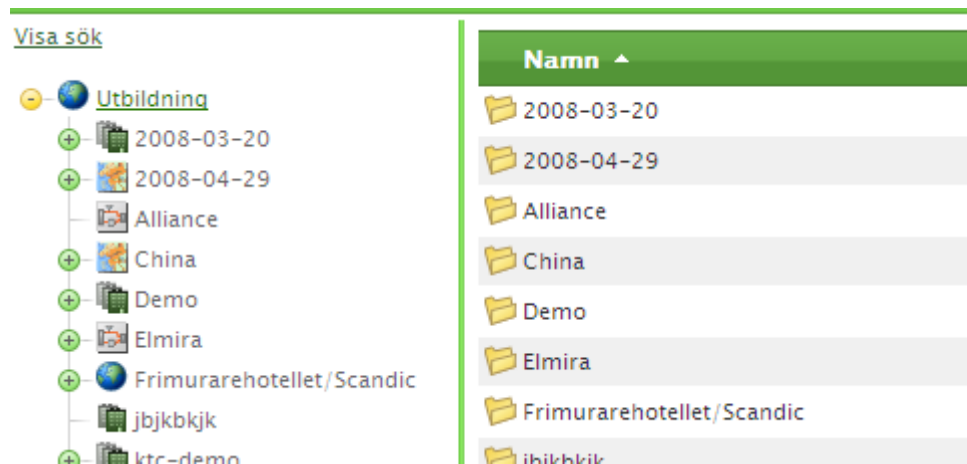 Visa sök
Utbildning
2008-03-20
2008-04-29
Alliance
China
Demo
Elmira
Frimurarehotellet/Scandic
jbjkbkjk
ktc-demo
Namn
2008-03-20
2008-04-29
Alliance
China
Demo
Elmira
Frimurarehotellet/Scandic
jbjkbkjk